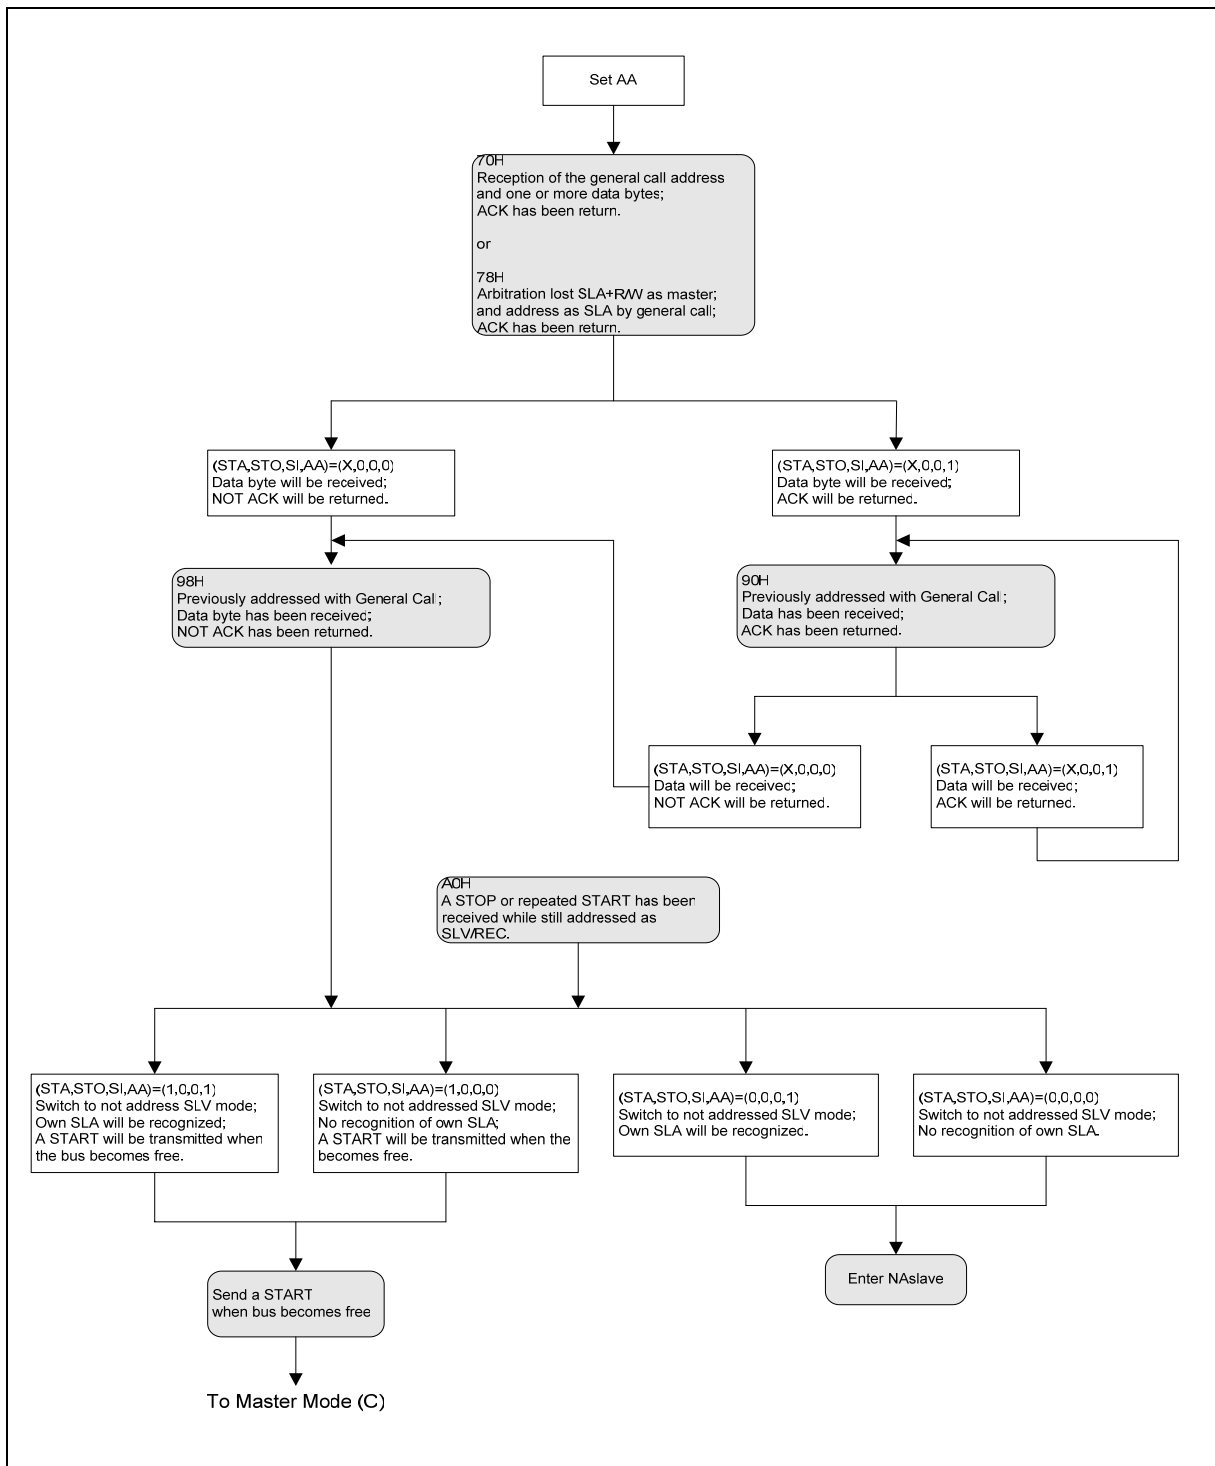 Set AA
70H
Reception of the general call address
and one or more data bytes;
ACK has been return.
or
78H
Arbitration lost SLA+R/W as master;
and address as SLA by general call;
ACK has been return.
(STA,STO,SI,AA)=(X,0,0,0)
Data byte will be received;
NOT ACK will be returned.
(STA,STO,SI,AA)=(X,0,0,1)
Data byte will be received;
ACK will be returned.
98H
Previously addressed with General Call;
Data byte has been received;
NOT ACK has been returned.
90H
Previously addressed with General Call;
Data has been received;
ACK has been returned.
(STA,STO,SI,AA)=(X,0,0,0)
Data will be received;
NOT ACK will be returned.
(STA,STO,SI,AA)=(X,0,0,1)
Data will be received;
ACK will be returned.
A0H
A STOP or repeated START has been
received while still addressed as
SLV/REC.
(STA,STO,SI,AA)=(1,0,0,1)
Switch to not address SLV mode;
Own SLA will be recognized;
A START will be transmitted when
the bus becomes free.
(STA,STO,SI,AA)=(1,0,0,0)
Switch to not addressed SLV mode;
No recognition of own SLA;
A START will be transmitted when the
becomes free.
(STA,STO,SI,AA)=(0,0,0,1)
Switch to not addressed SLV mode;
Own SLA will be recognized.
(STA,STO,SI,AA)=(0,0,0,0)
Switch to not addressed SLV mode;
No recognition of own SLA.
Send a START
when bus becomes free
Enter NAslave
To Master Mode (C)